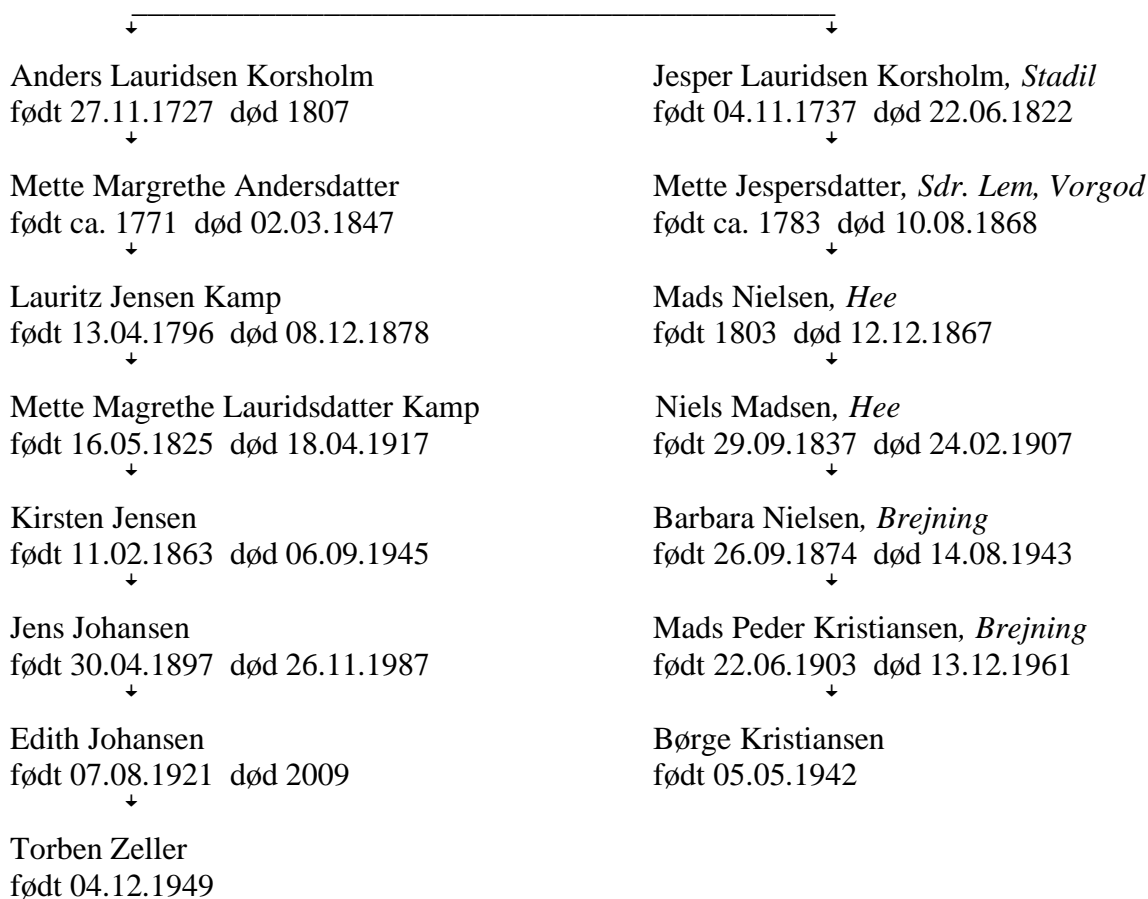 Anders Lauridsen Korsholm
født 27.11.1727 død 1807
Mette Margrethe Andersdatter
født ca. 1771 død 02.03.1847
Lauritz Jensen Kamp
født 13.04.1796 død 08.12.1878
Mette Magrethe Lauridsdatter Kamp
født 16.05.1825 død 18.04.1917
Kirsten Jensen
født 11.02.1863 død 06.09.1945
Jens Johansen
født 30.04.1897 død 26.11.1987
Edith Johansen
født 07.08.1921 død 2009
Torben Zeller
født 04.12.1949
Jesper Lauridsen Korsholm, Stadil
født 04.11.1737 død 22.06.1822
Mette Jespersdatter, Sdr. Lem, Vorgod
født ca. 1783 død 10.08.1868
Mads Nielsen, Hee
født 1803 død 12.12.1867
Niels Madsen, Hee
født 29.09.1837 død 24.02.1907
Barbara Nielsen, Brejning
født 26.09.1874 død 14.08.1943
Mads Peder Kristiansen, Brejning
født 22.06.1903 død 13.12.1961
Børge Kristiansen
født 05.05.1942